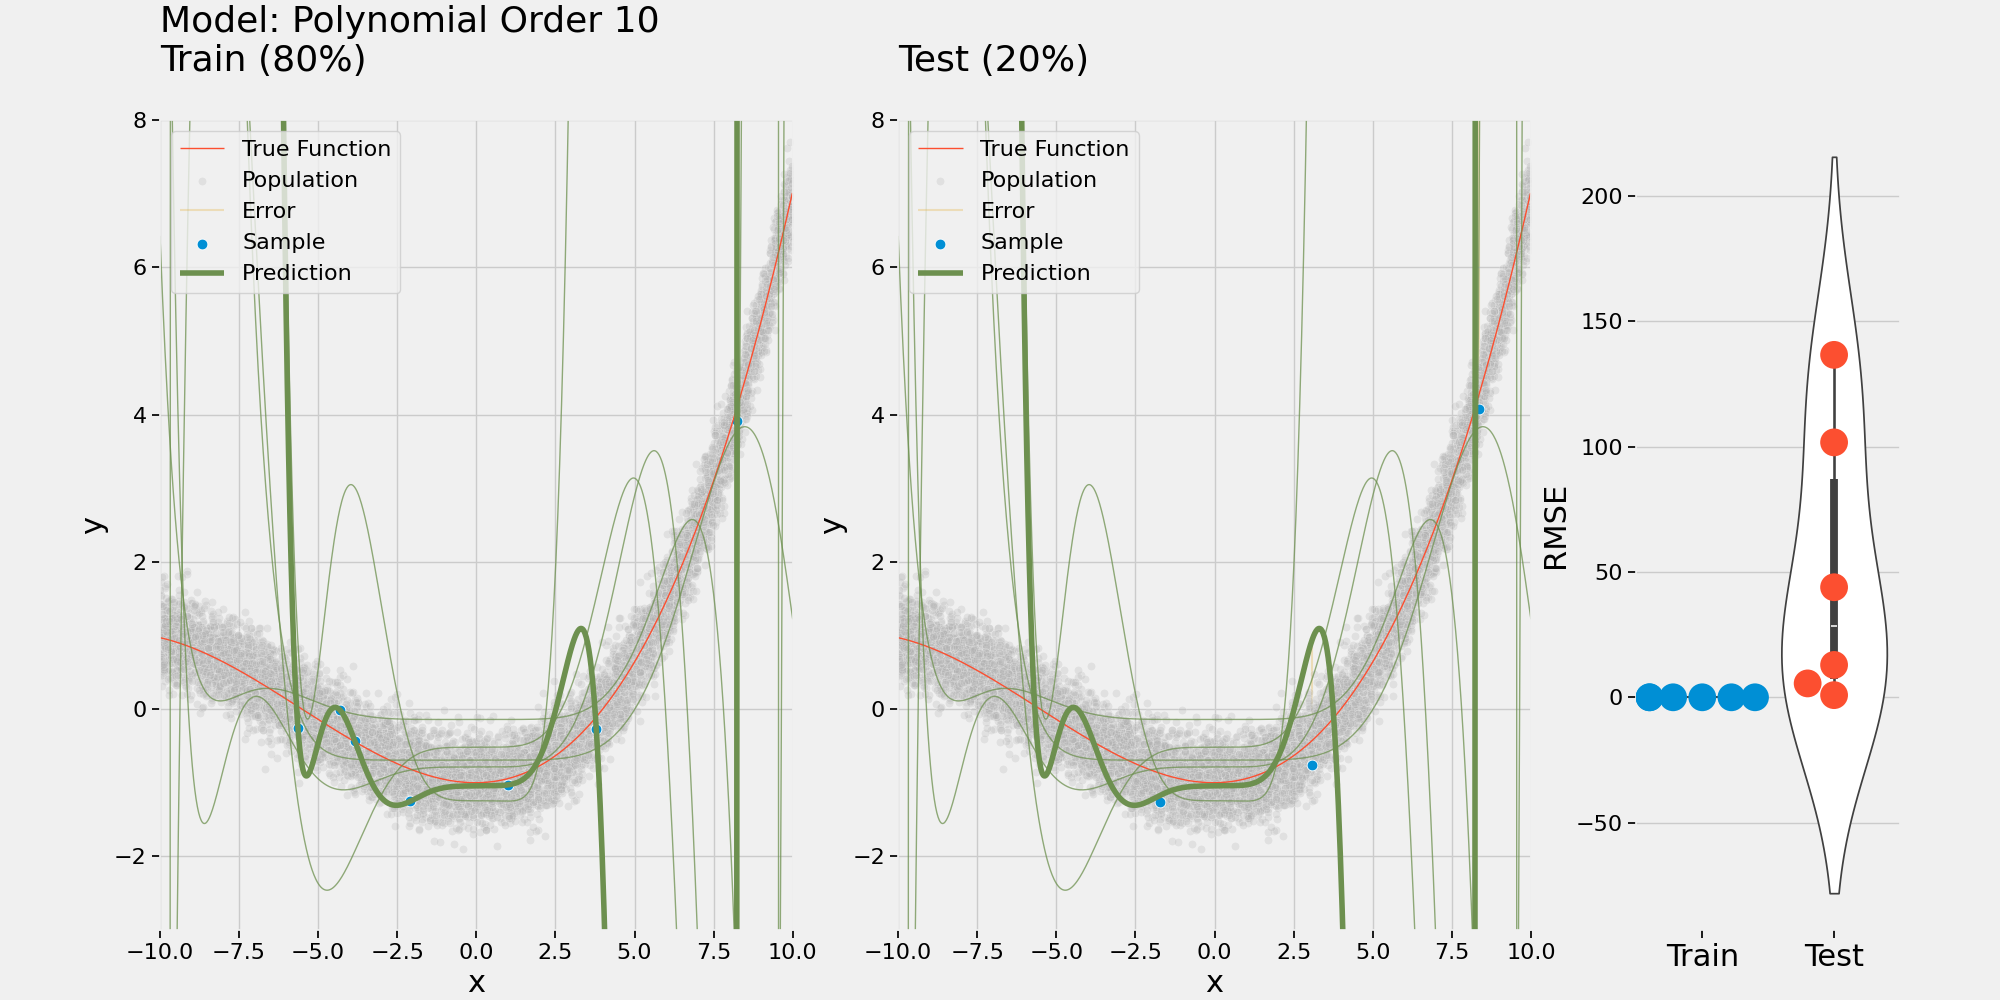 Model: Polynomial Order 10
Train (80%)
Test (20%)
8
6
4
2
0
−2
y
True Function
Population
Error
Sample
Prediction
−10.0 −7.5 −5.0 −2.5 0.0 2.5 5.0 7.5 10.0
x
8
6
4
2
0
−2
y
True Function
Population
Error
Sample
Prediction
−10.0 −7.5 −5.0 −2.5 0.0 2.5 5.0 7.5 10.0
x
200
150
100
50
0
−50
RMSE
Train Test